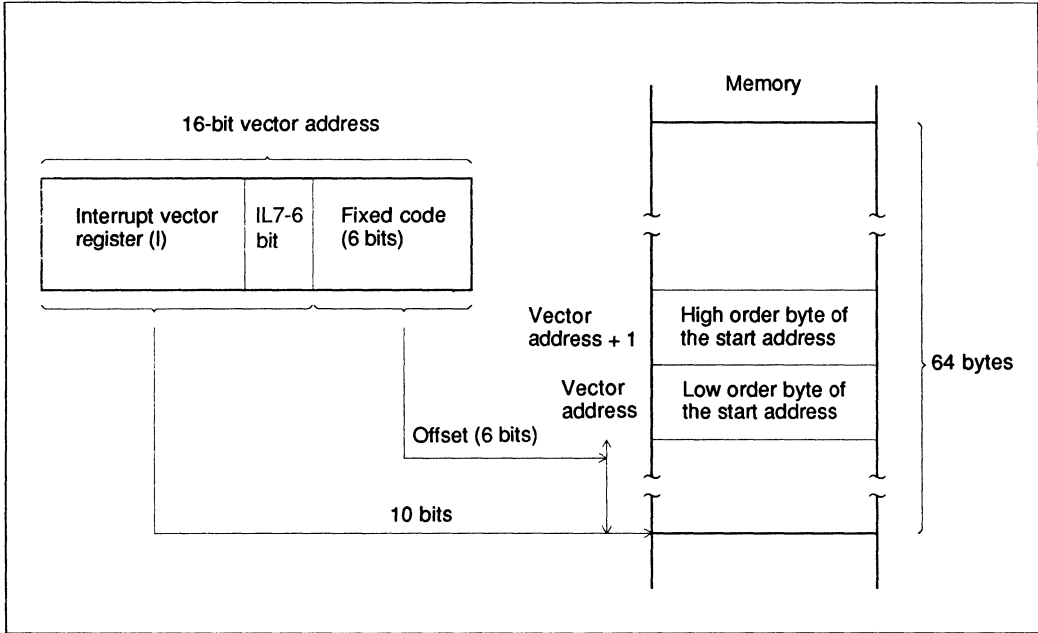 Memory
16-bit vector address
Interrupt vector
register (I)
IL7-6
bit
Fixed code
(6 bits)
Vector
address + 1
High order byte of
the start address
64 bytes
Vector
address
Low order byte of
the start address
Offset (6 bits)
10 bits